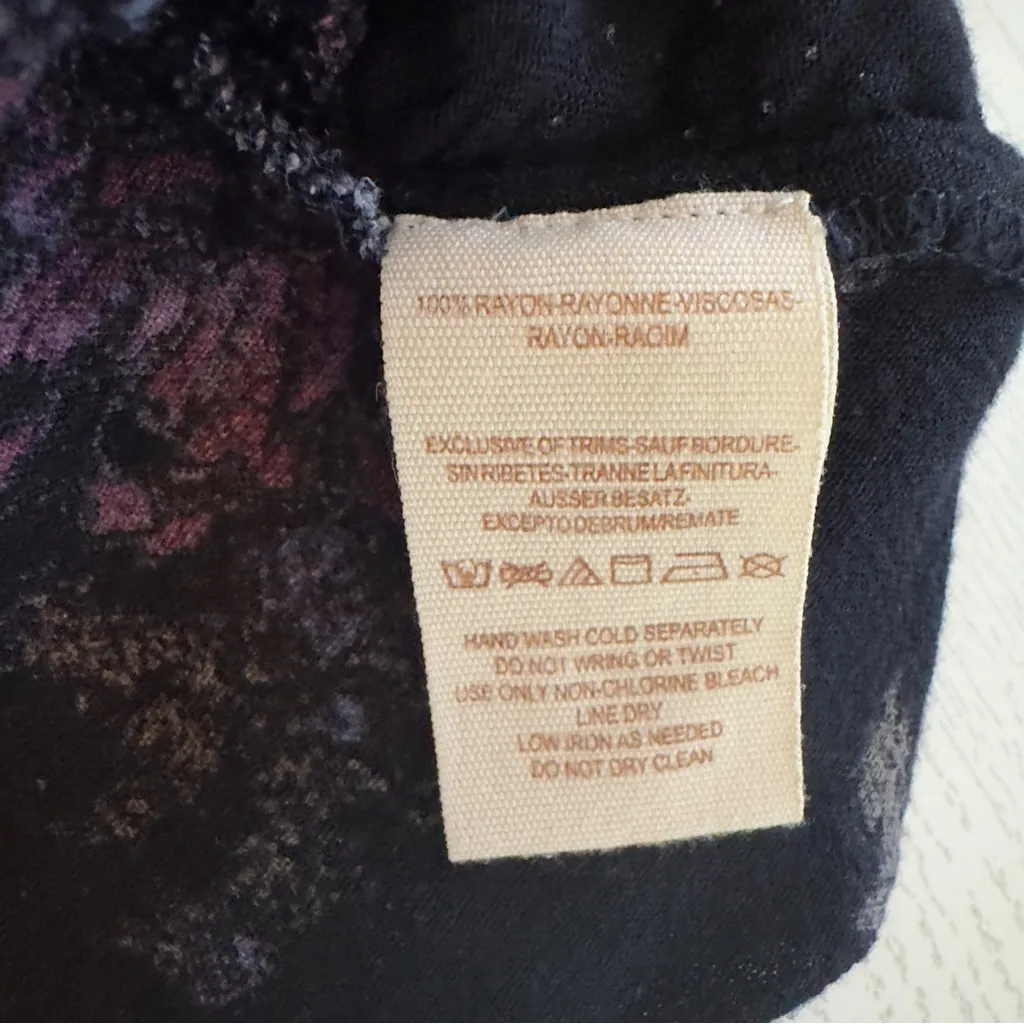 100% RAYON-RAYONNE-VISCOSAS-
RAYON-RAQIM
EXCLUSIVE OF TRIMS-SAUF BORDURE-
SIN RIBETES-TRANNE LA FINITURA-
AUSSER BESATZ-
EXCEPTO DEBRUM/REMATE
HAND WASH COLD SEPARATELY
DO NOT WRING OR TWIST
USE ONLY NON-CHLORINE BLEACH
LINE DRY
LOW IRON AS NEEDED
DO NOT DRY CLEAN